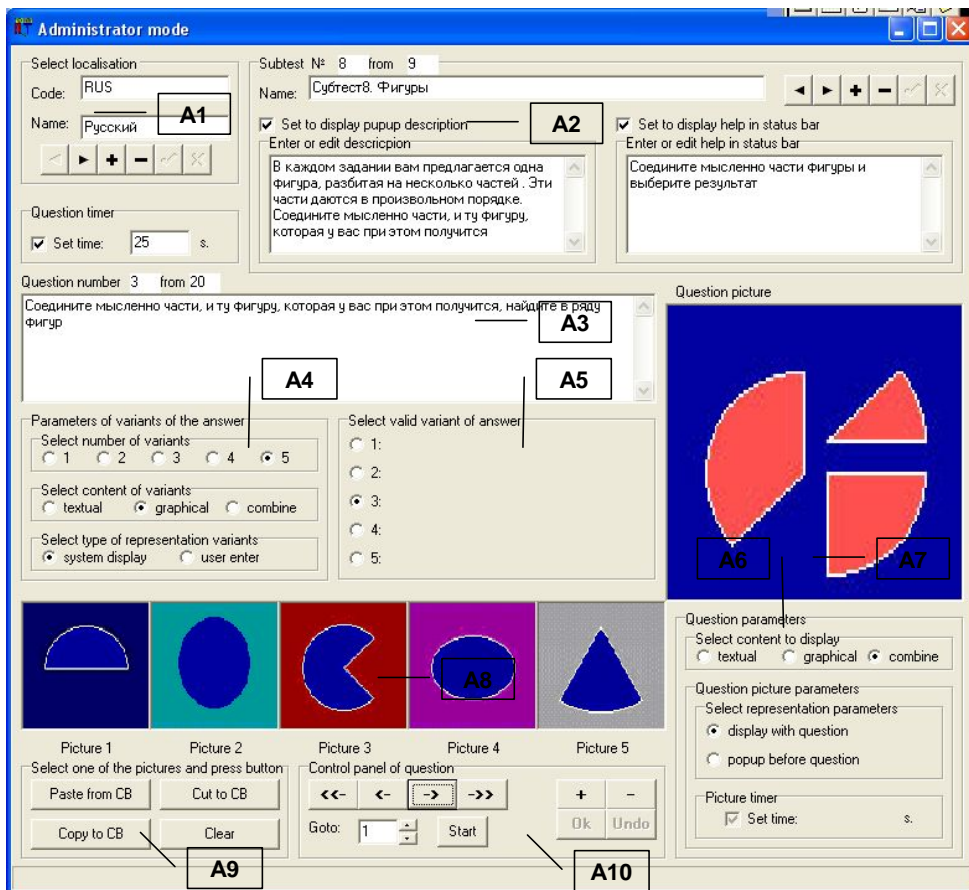 Administrator mode
Select localisation
Code: RUS
Name: Русский
A1
Subtest № 8 from 9
Name: Субтест8. Фигуры
Set to display pupup description
A2
Set to display help in status bar
Enter or edit descricpion
В каждом задании вам предлагается одна
фигура, разбитая на несколько частей . Эти
части даются в произвольном порядке.
Соедините мысленно части, и ту фигуру,
которая у вас при этом получится
Enter or edit help in status bar
Соедините мысленно части фигуры и
выберите результат
Question timer
Set time: 25 s.
Question number 3 from 20
Соедините мысленно части, и ту фигуру, которая у вас при этом получится, найдите в ряду
фигур
A3
A4
A5
Question picture
A6
A7
Parameters of variants of the answer
Select number of variants
1 2 3 4 5
Select content of variants
textual graphical combine
Select type of representation variants
system display user enter
Select valid variant of answer
1:
2:
3:
4:
5:
A8
Picture 1 Picture 2 Picture 3 Picture 4 Picture 5
Question parameters
Select content to display
textual graphical combine
Question picture parameters
Select representation parameters
display with question
popup before question
Picture timer
Set time: s.
Select one of the pictures and press button
Paste from CB Cut to CB
Copy to CB Clear
A9
Control panel of question
<<- <- -> ->> + -
Goto: 1 Start Ok Undo
A10